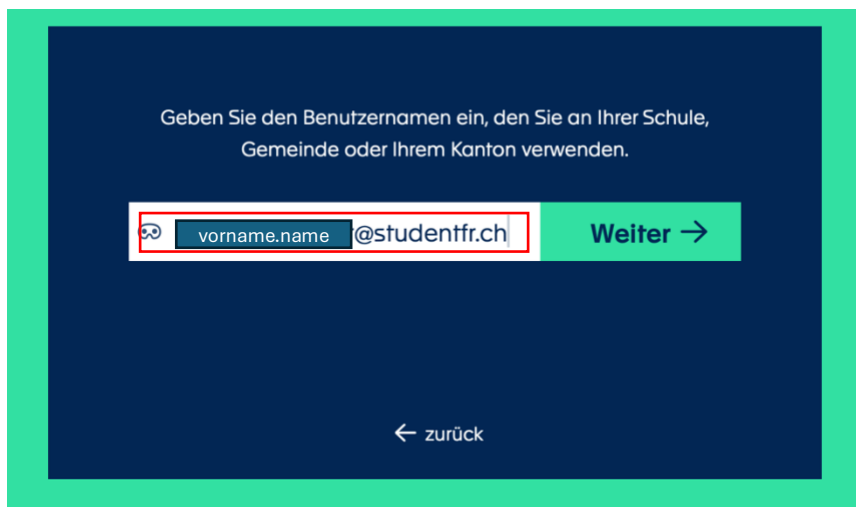 Geben Sie den Benutzernamen ein, den Sie an Ihrer Schule,
Gemeinde oder Ihrem Kanton verwenden.
vorname.name @studentfr.ch
Weiter →
← zurück